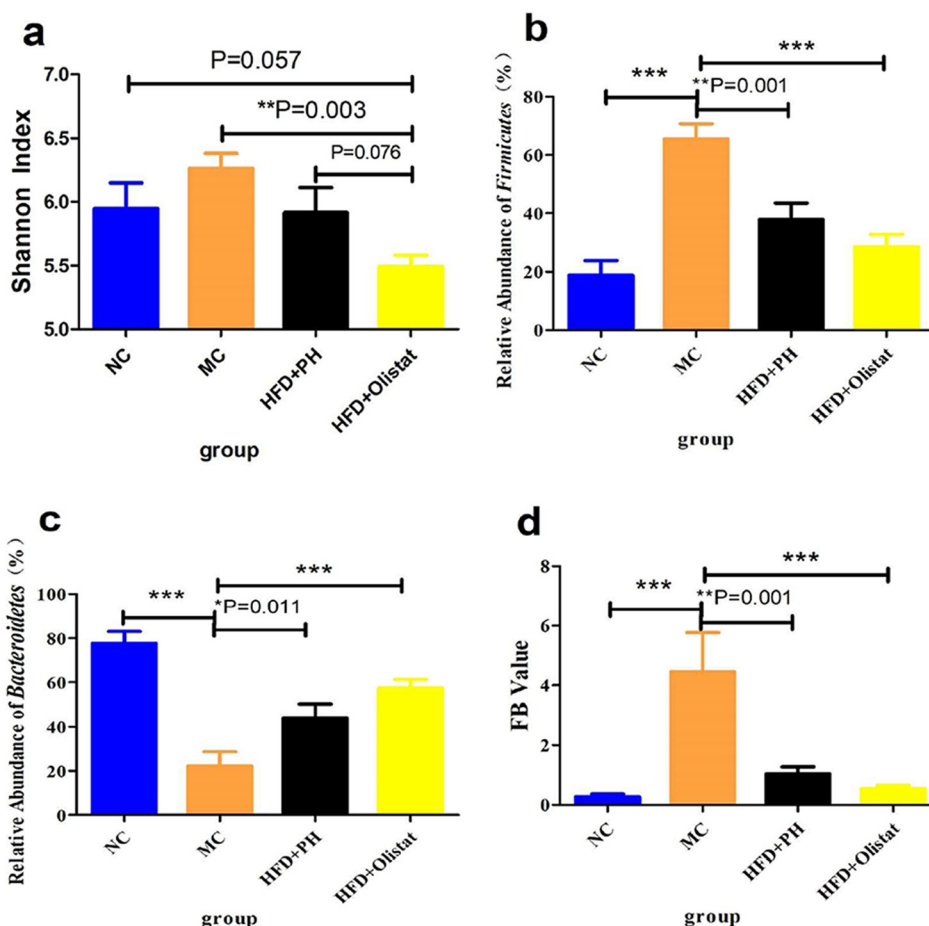 a
P=0.057
**P=0.003
P=0.076
Shannon Index
7.0
6.5
6.0
5.5
5.0
NC
MC
HFD+PH
HFD+Olistat
group
b
***
***
**P=0.001
Relative Abundance of Firmicutes (%)
80
60
40
20
0
NC
MC
HFD+PH
HFD+Olistat
group
c
***
***
*P=0.011
Relative Abundance of Bacteroidetes (%)
100
80
60
40
20
0
NC
MC
HFD+PH
HFD+Olistat
group
d
***
***
**P=0.001
FB Value
8
6
4
2
0
NC
MC
HFD+PH
HFD+Olistat
group